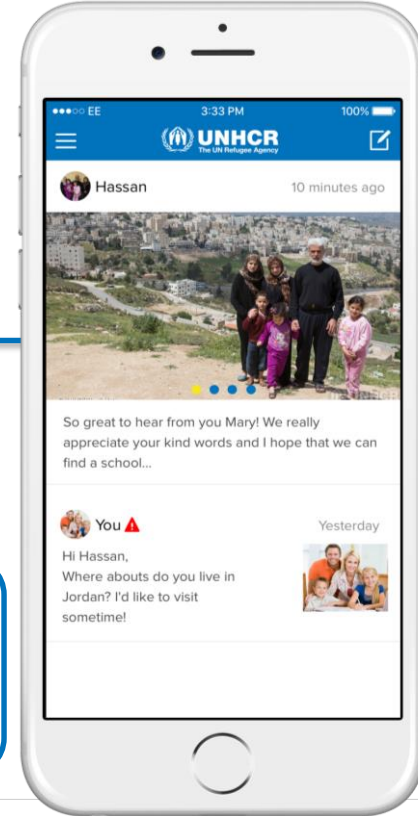 EE 3:33 PM 100%
UNHCR
The UN Refugee Agency
Hassan 10 minutes ago
So great to hear from you Mary! We really
appreciate your kind words and I hope that we can
find a school...
You Yesterday
Hi Hassan,
Where abouts do you live in
Jordan? I'd like to visit
sometime!